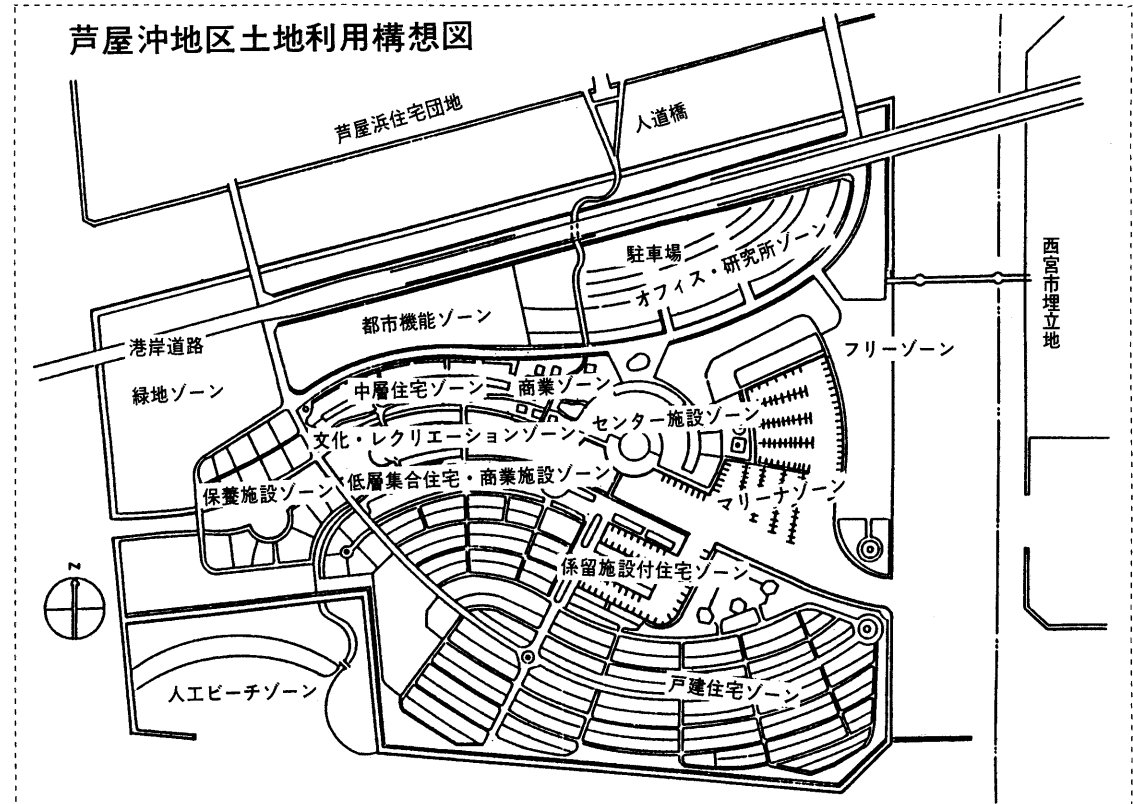 芦屋沖地区土地利用構想図
芦屋浜住宅団地
人道橋
駐車場
オフィス・研究所ゾーン
西宮市埋立地
都市機能ゾーン
港岸道路
フリーゾーン
緑地ゾーン
中層住宅ゾーン
商業ゾーン
センター施設ゾーン
文化・レクリエーションゾーン
低層集合住宅・商業施設ゾーン
保養施設ゾーン
マリーナゾーン
係留施設付住宅ゾーン
N
人工ビーチゾーン
戸建住宅ゾーン